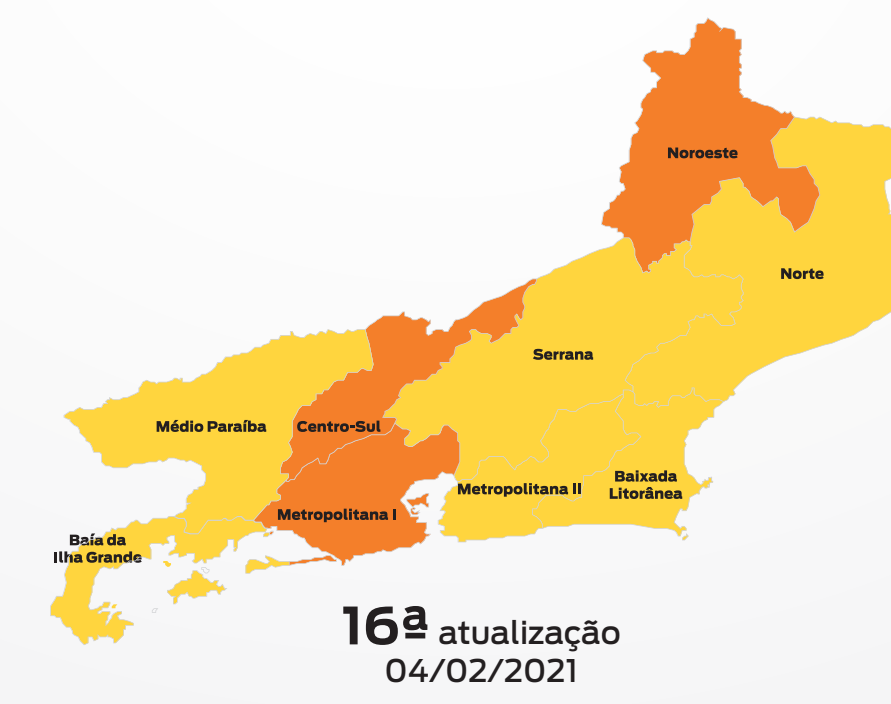 Noroeste
Norte
Serrana
Médio Paraíba
Centro-Sul
Baixada
Litorânea
Metropolitana II
Metropolitana I
Baía da
Ilha Grande
16ª atualização
04/02/2021